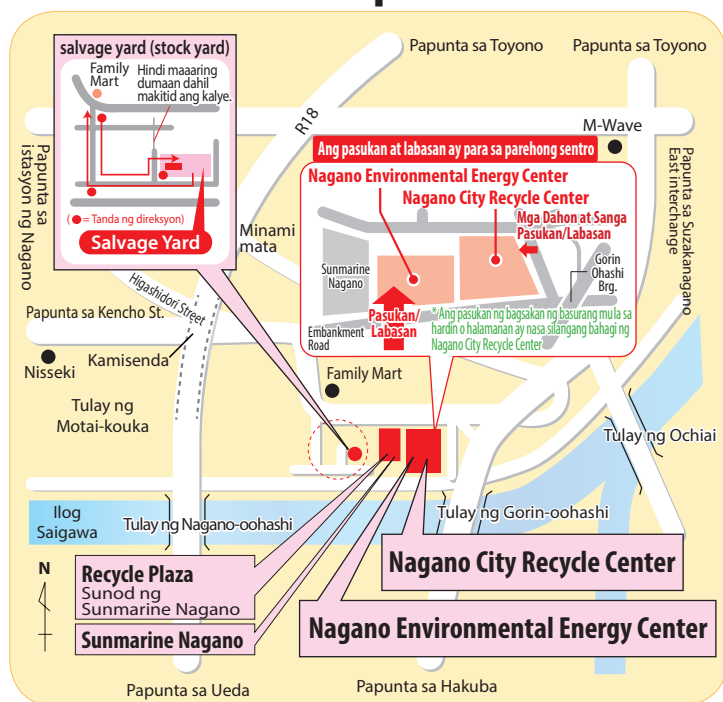 salvage yard (stock yard)
Family
Mart
Hindi maaaring
dumaan dahil
makitid ang kalye.
(●= Tanda ng direksyon)
Salvage Yard
Papunta sa Toyono
Papunta sa Toyono
R18
M-Wave
Papunta sa
istasyon ng Nagano
Papunta sa Suzakanagano
East interchange
Ang pasukan at labasan ay para sa parehong sentro
Nagano Environmental Energy Center
Nagano City Recycle Center
Mga Dahon at Sanga
Pasukan/Labasan
Sunmarine
Nagano
Gorin
Ohashi
Brg.
Pasukan/
Labasan
Embankment
Road
* Ang pasukan ng bagsakan ng basurang mula sa
hardin o halamanan ay nasa silangang bahagi ng
Nagano City Recycle Center
Minami
mata
Higashidori Street
Papunta sa Kencho St.
Nisseki
Kamisenda
Family Mart
Tulay ng
Motai-kouka
Tulay ng Ochiai
Ilog
Saigawa
Tulay ng Nagano-oohashi
Tulay ng Gorin-oohashi
N
Recycle Plaza
Sunod ng
Sunmarine Nagano
Sunmarine Nagano
Nagano City Recycle Center
Nagano Environmental Energy Center
Papunta sa Ueda
Papunta sa Hakuba